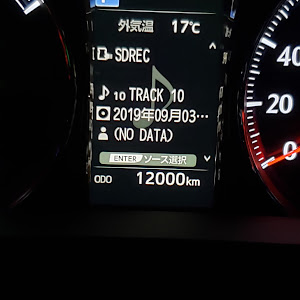 外気温 17℃
SDREC
10 TRACK 10
2019年09月03…
(NO DATA)
ENTER ソース選択
ODO 12000km
40
20
0